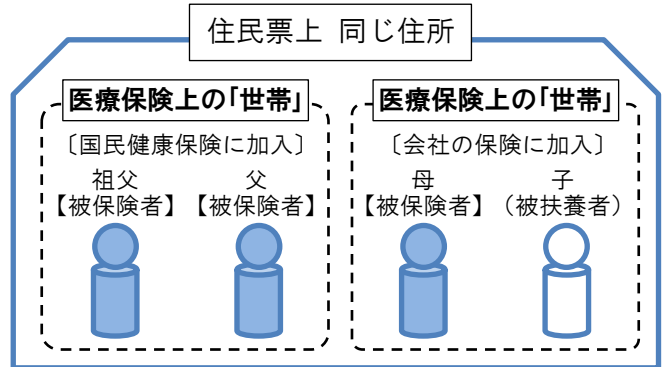 住民票上 同じ住所
医療保険上の「世帯」
〔国民健康保険に加入〕
祖父 父
【被保険者】【被保険者】
医療保険上の「世帯」
〔会社の保険に加入〕
母 子
【被保険者】（被扶養者）